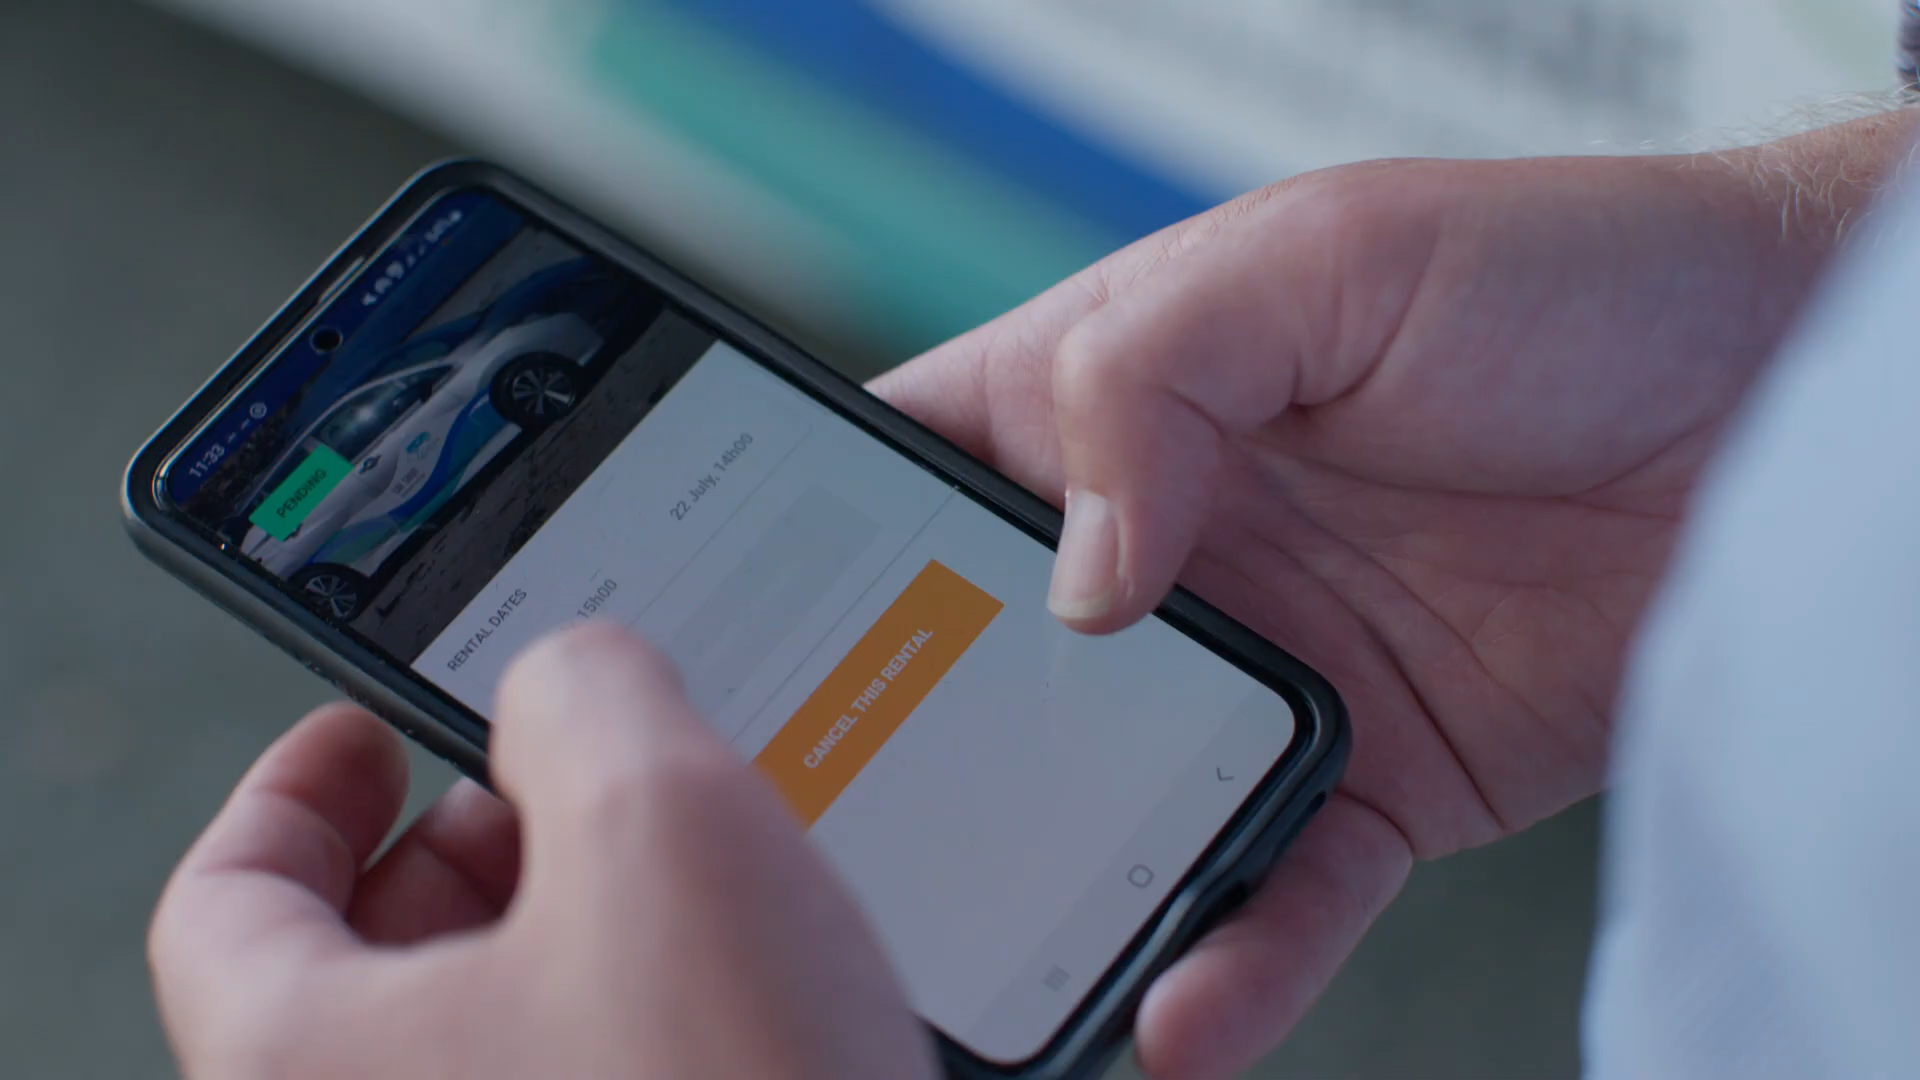 11:33
PENDING
RENTAL DATES
15h00
22 July, 14h00
CANCEL THIS RENTAL